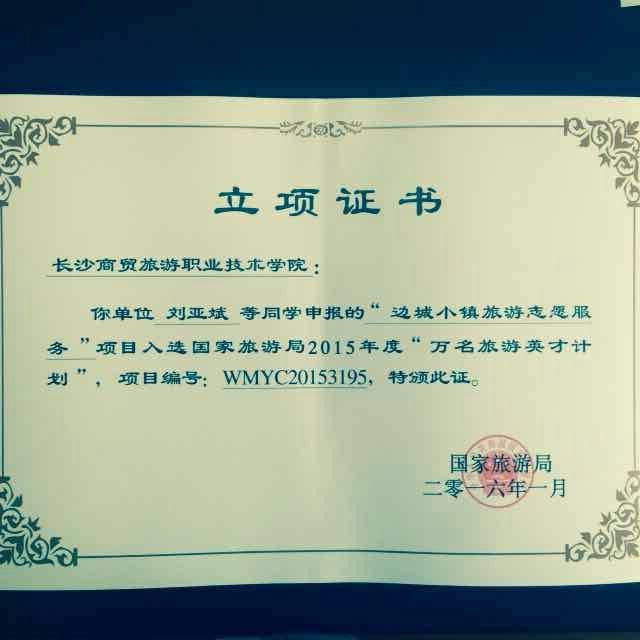 立项证书
长沙商贸旅游职业技术学院：
你单位 刘亚斌 等同学申报的“ 边城小镇旅游志愿服
务 ”项目入选国家旅游局2015年度“万名旅游英才计
划”，项目编号：WMYC20153195，特颁此证。
国家旅游局
二零一六年一月